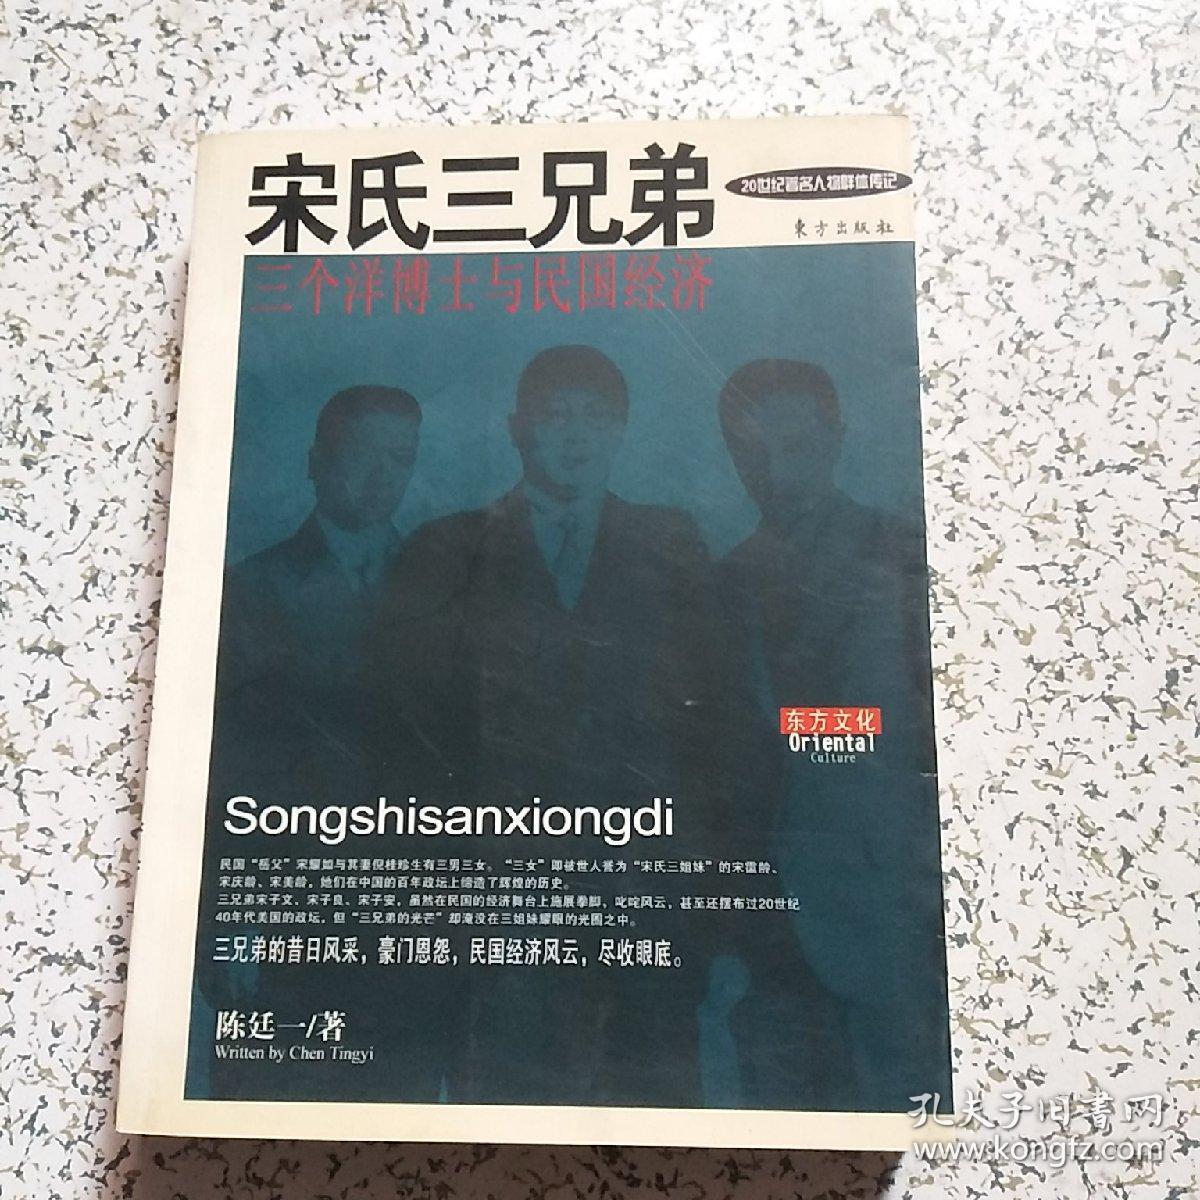 宋氏三兄弟
20世纪著名人物群体传记
東方出版社
三个洋博士与民国经济
东方文化
Oriental
Culture
Songshisanxiongdi
民国“岳父”宋耀如与其妻倪桂珍生有三男三女。“三女”即被世人誉为“宋氏三姐妹”的宋霭龄、
宋庆龄、宋美龄，她们在中国的百年政坛上缔造了辉煌的历史。
三兄弟宋子文、宋子良、宋子安，虽然在民国的经济舞台上施展拳脚，叱咤风云，甚至还摆布过20世纪
40年代美国的政坛，但“三兄弟的光芒”却淹没在三姐妹耀眼的光圈之中。
三兄弟的昔日风采，豪门恩怨，民国经济风云，尽收眼底。
陈廷一/著
Written by Chen Tingyi
孔夫子旧書网
www.kongfz.com